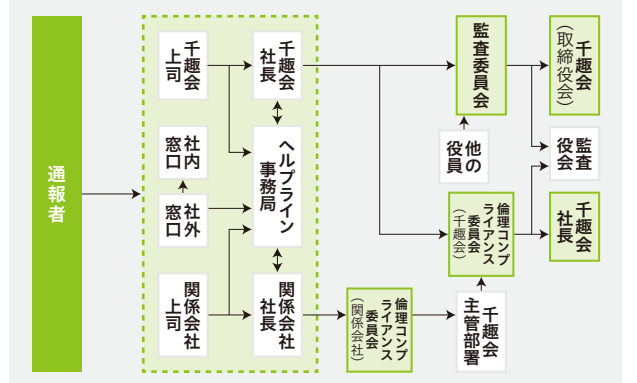 通報者
千趣会
上司
社内
窓口
社外
窓口
関係会社
上司
千趣会
社長
ヘルプライン
事務局
関係会社
社長
倫理コンプ
ライアンス
委員会
(関係会社)
監査委員会
他の
役員
倫理コンプ
ライアンス
委員会
(千趣会)
千趣会
主管部署
千趣会
(取締役会)
監査
役会
千趣会
社長